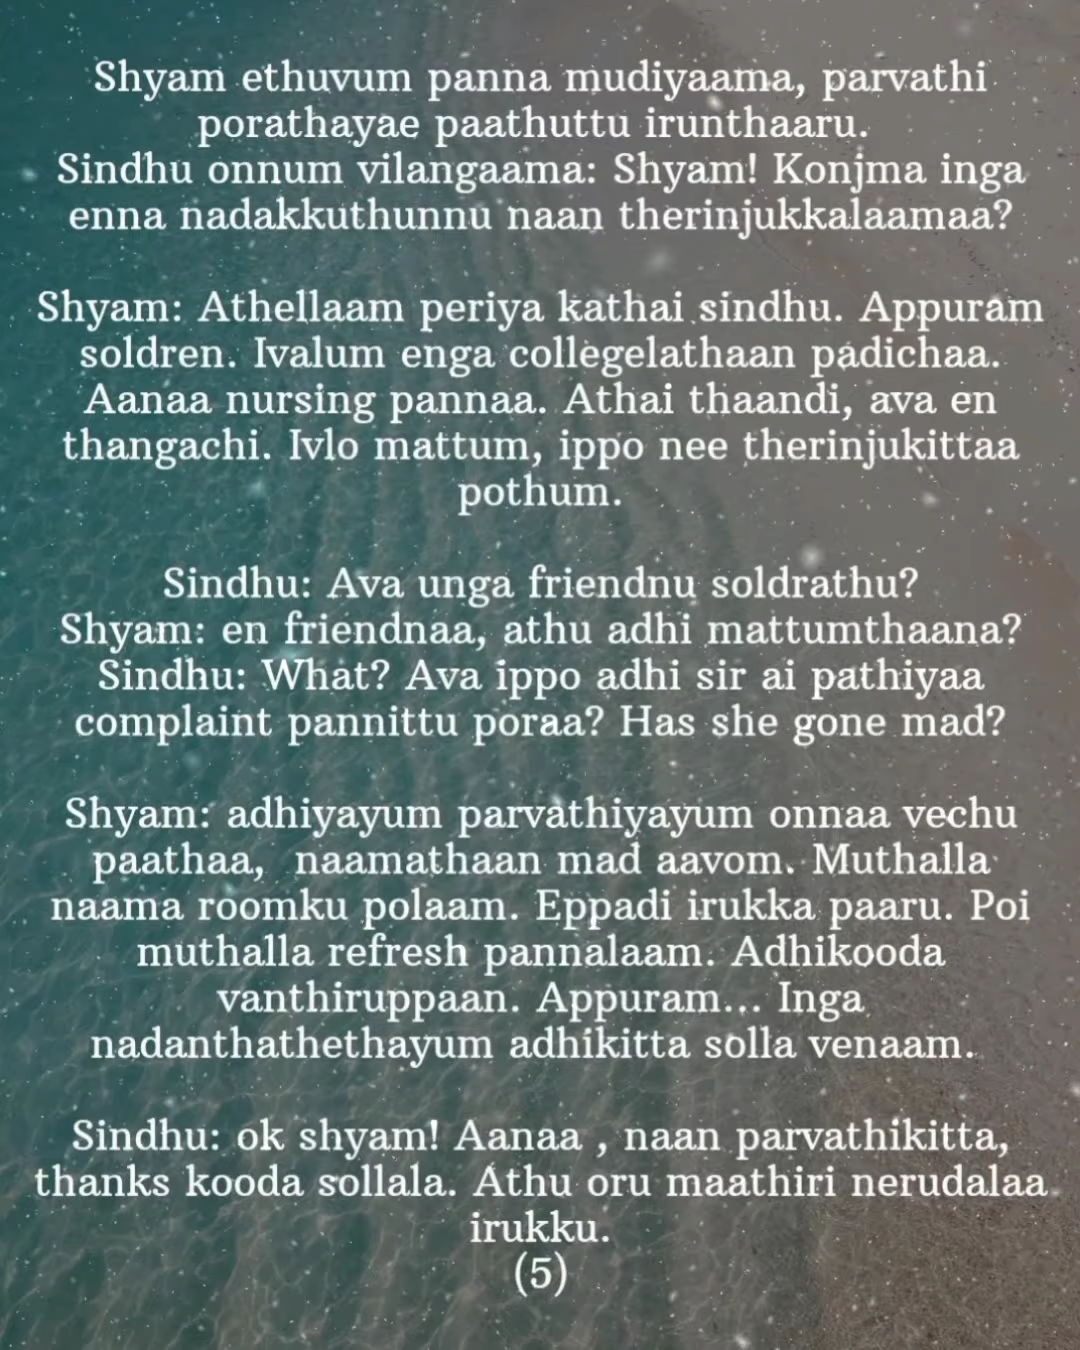 Shyam ethuvum panna mudiyaama, parvathi
porathayae paathuttu irunthaaru.
Sindhu onnum vilangaama: Shyam! Konjma inga
enna nadakkuthunnu naan therinjukkalaamaa?
Shyam: Athellaam periya kathai sindhu. Appuram
soldren. Ivalum enga collegelathaan padichaa.
Aanaa nursing pannaa. Athai thaandi, ava en
thangachi. Ivlo mattum, ippo nee therinjukittaa
pothum.
Sindhu: Ava unga friendnu soldrathu?
Shyam: en friendnaa, athu adhi mattumthaana?
Sindhu: What? Ava ippo adhi sir ai pathiyaa
complaint pannittu poraa? Has she gone mad?
Shyam: adhiyayum parvathiyayum onnaa vechu
paathaa, naamathaan mad aavom. Muthalla
naama roomku polaam. Eppadi irukka paaru. Poi
muthalla refresh pannalaam. Adhikooda
vanthiruppaan. Appuram... Inga
nadanthathethayum adhikitta solla venaam.
Sindhu: ok shyam! Aanaa , naan parvathikitta,
thanks kooda sollala. Athu oru maathiri nerudalaa
irukku.
(5)